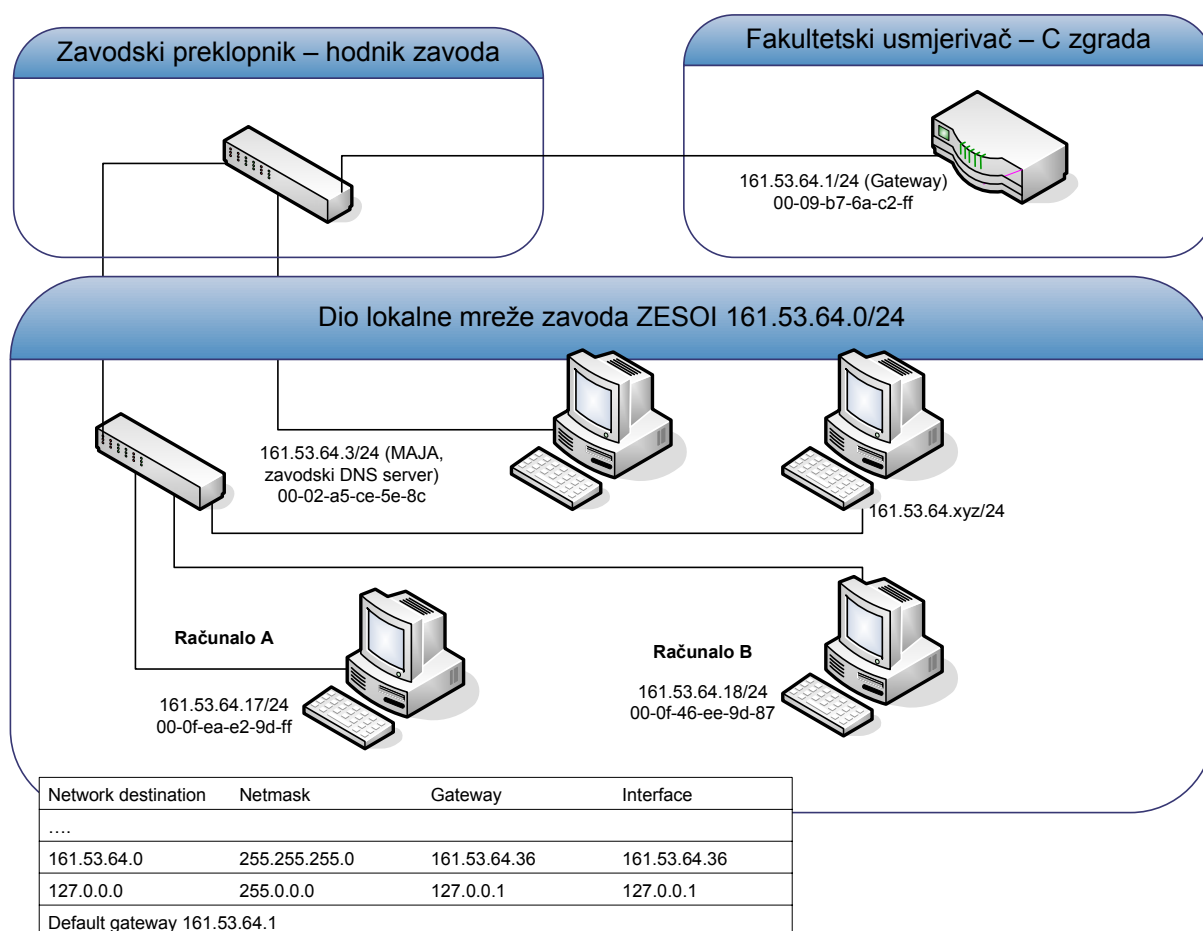 Zavodski preklopnik – hodnik zavoda
Fakultetski usmjerivač – C zgrada
161.53.64.1/24 (Gateway)
00-09-b7-6a-c2-ff
Dio lokalne mreže zavoda ZESOI 161.53.64.0/24
161.53.64.3/24 (MAJA,
zavodski DNS server)
00-02-a5-ce-5e-8c
161.53.64.xyz/24
Računalo A
161.53.64.17/24
00-0f-ea-e2-9d-ff
Računalo B
161.53.64.18/24
00-0f-46-ee-9d-87
Network destination Netmask Gateway Interface
....
161.53.64.0 255.255.255.0 161.53.64.36 161.53.64.36
127.0.0.0 255.0.0.0 127.0.0.1 127.0.0.1
Default gateway 161.53.64.1